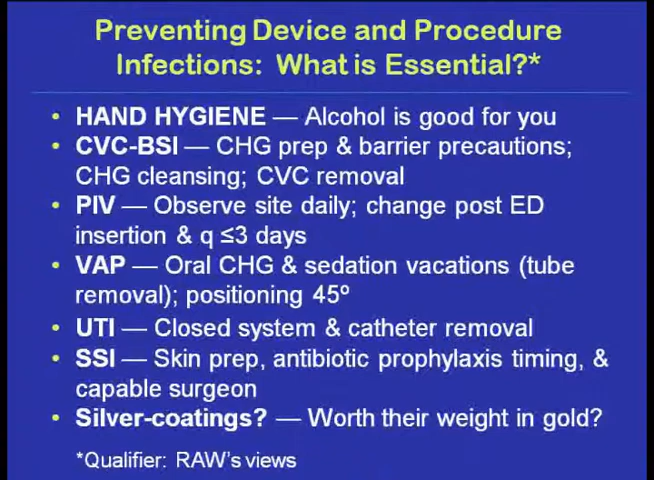 Preventing Device and Procedure
Infections: What is Essential?*
• HAND HYGIENE — Alcohol is good for you
• CVC-BSI — CHG prep & barrier precautions;
CHG cleansing; CVC removal
• PIV — Observe site daily; change post ED
insertion & q ≤3 days
• VAP — Oral CHG & sedation vacations (tube
removal); positioning 45º
• UTI — Closed system & catheter removal
• SSI — Skin prep, antibiotic prophylaxis timing, &
capable surgeon
• Silver-coatings? — Worth their weight in gold?
*Qualifier: RAW's views